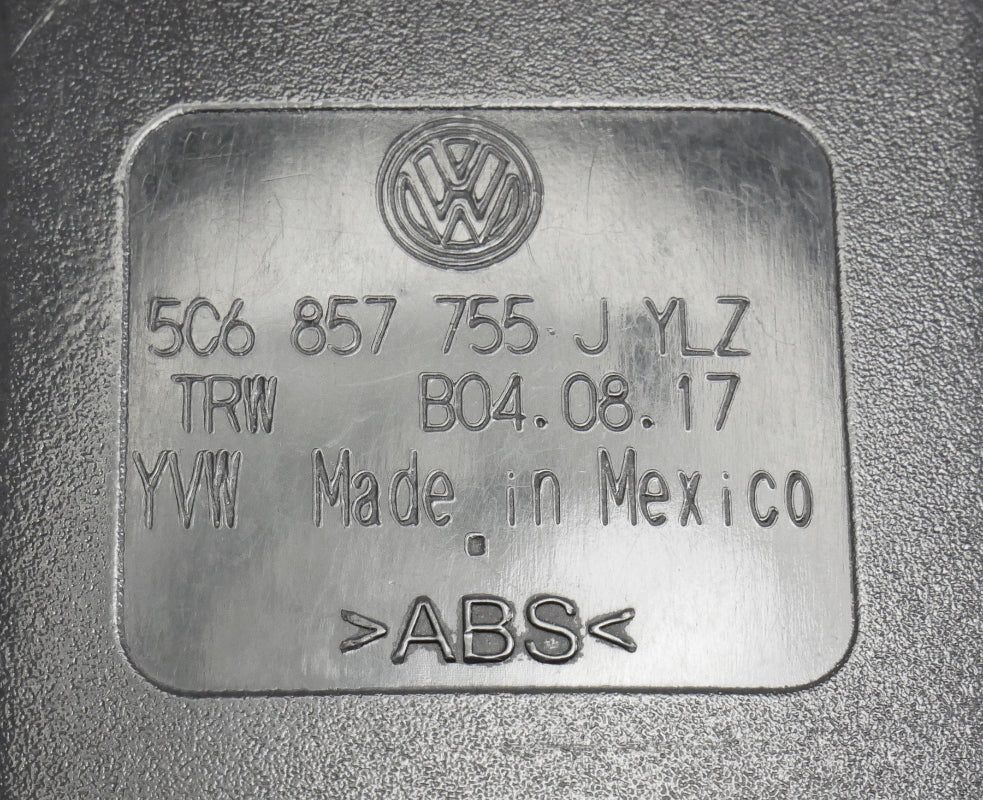 5C6 857 755 J YLZ
TRW B04.08.17
YVW Made in Mexico
>ABS<